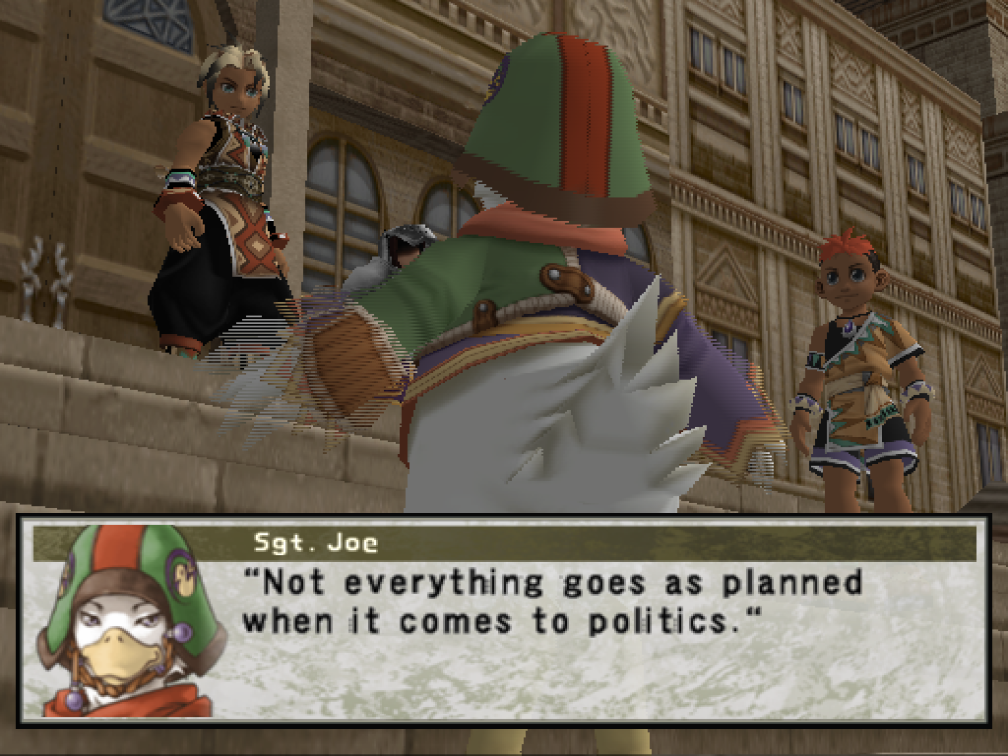 Sgt. Joe
“Not everything goes as planned
when it comes to politics.“